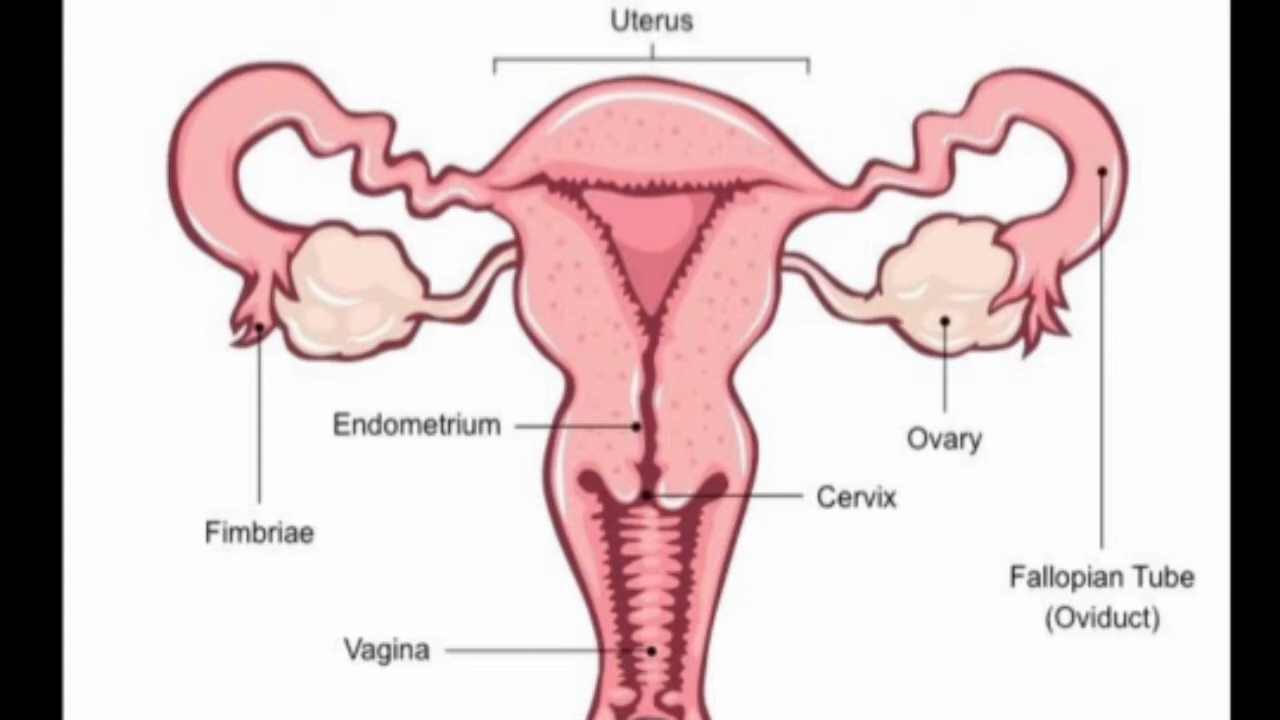 Uterus
Endometrium
Ovary
Cervix
Fimbriae
Fallopian Tube
(Oviduct)
Vagina